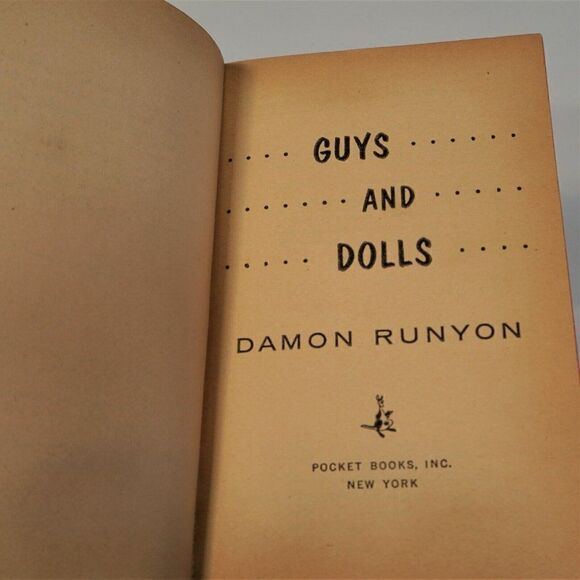 .... GUYS ......
....... AND .....
..... DOLLS ....
DAMON RUNYON
POCKET BOOKS, INC.
NEW YORK